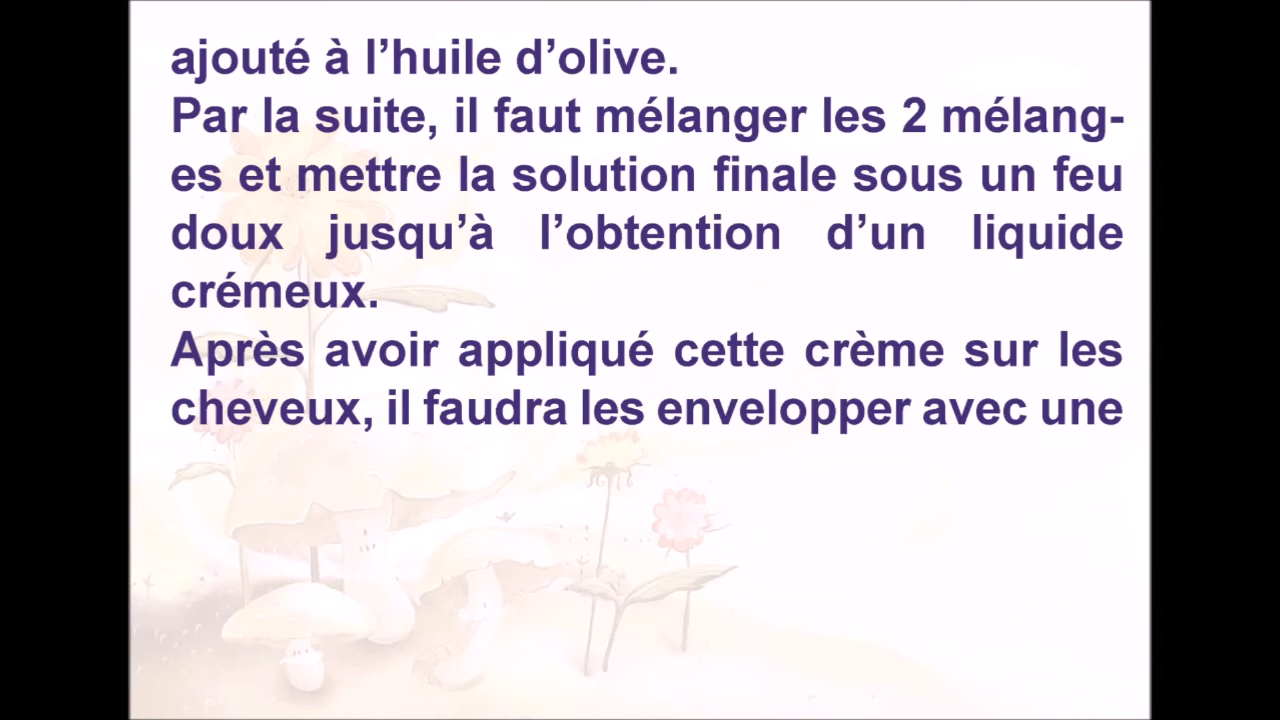 ajouté à l’huile d’olive.
Par la suite, il faut mélanger les 2 mélang-
es et mettre la solution finale sous un feu
doux jusqu’à l’obtention d’un liquide
crémeux.
Après avoir appliqué cette crème sur les
cheveux, il faudra les envelopper avec une